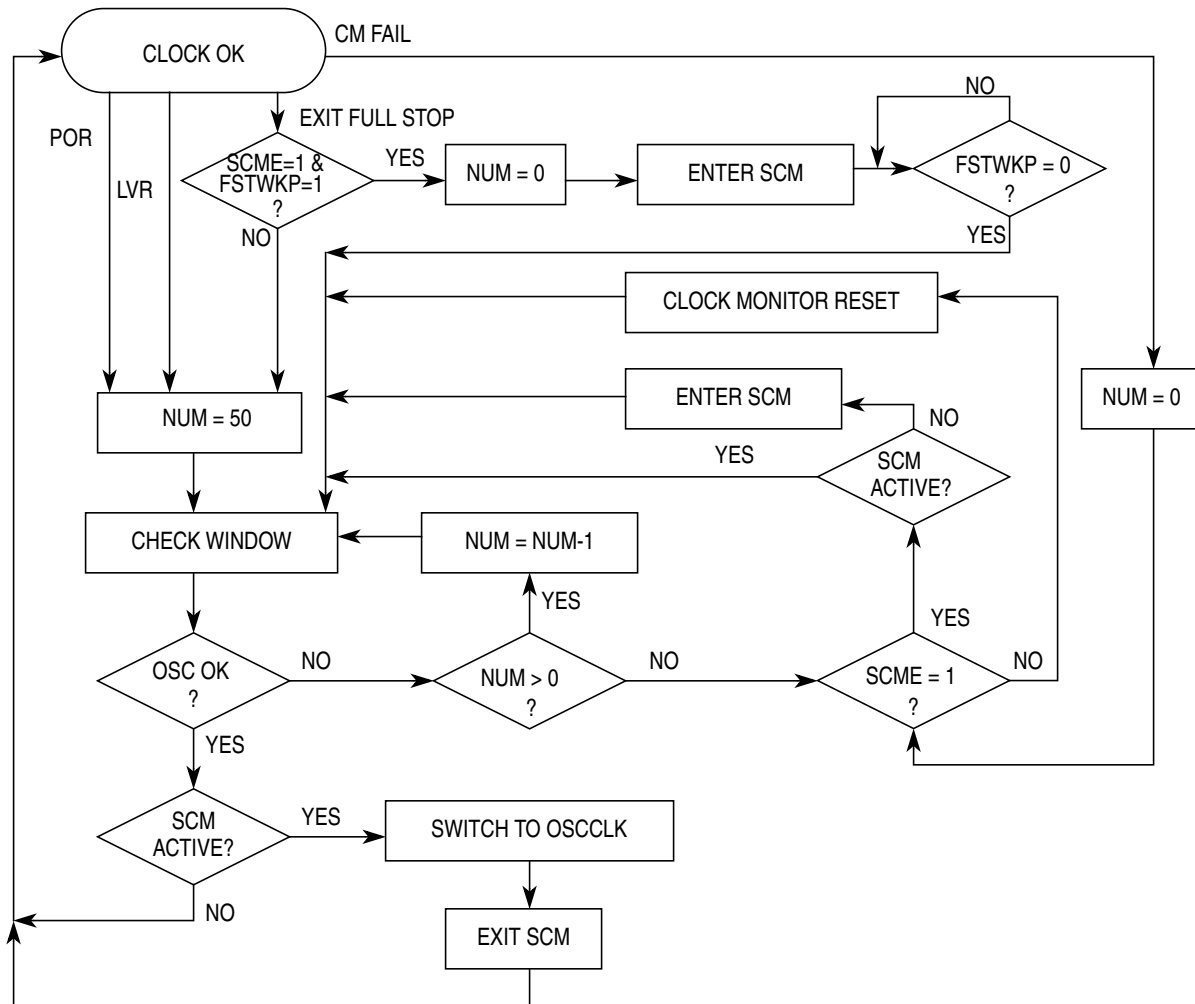 CLOCK OK
CM FAIL
POR
LVR
EXIT FULL STOP
SCME=1 &
FSTWKP=1
?
YES
NO
NUM = 0
ENTER SCM
NO
FSTWKP = 0
?
YES
CLOCK MONITOR RESET
NUM = 50
ENTER SCM
NUM = 0
NO
YES
SCM
ACTIVE?
CHECK WINDOW
NUM = NUM-1
YES
YES
OSC OK
?
NO
NUM > 0
?
NO
SCME = 1
?
NO
YES
SCM
ACTIVE?
YES
SWITCH TO OSCCLK
NO
EXIT SCM